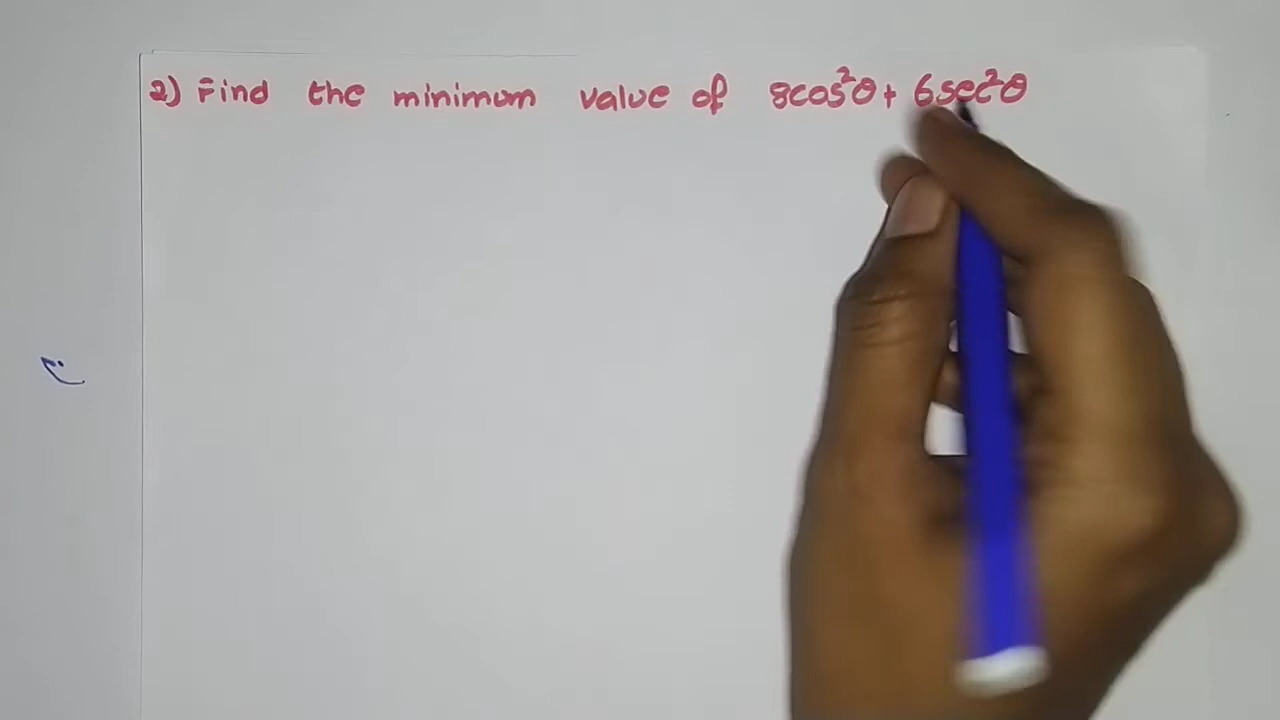 2) Find the minimum value of 8cos²θ + 6sec²θ